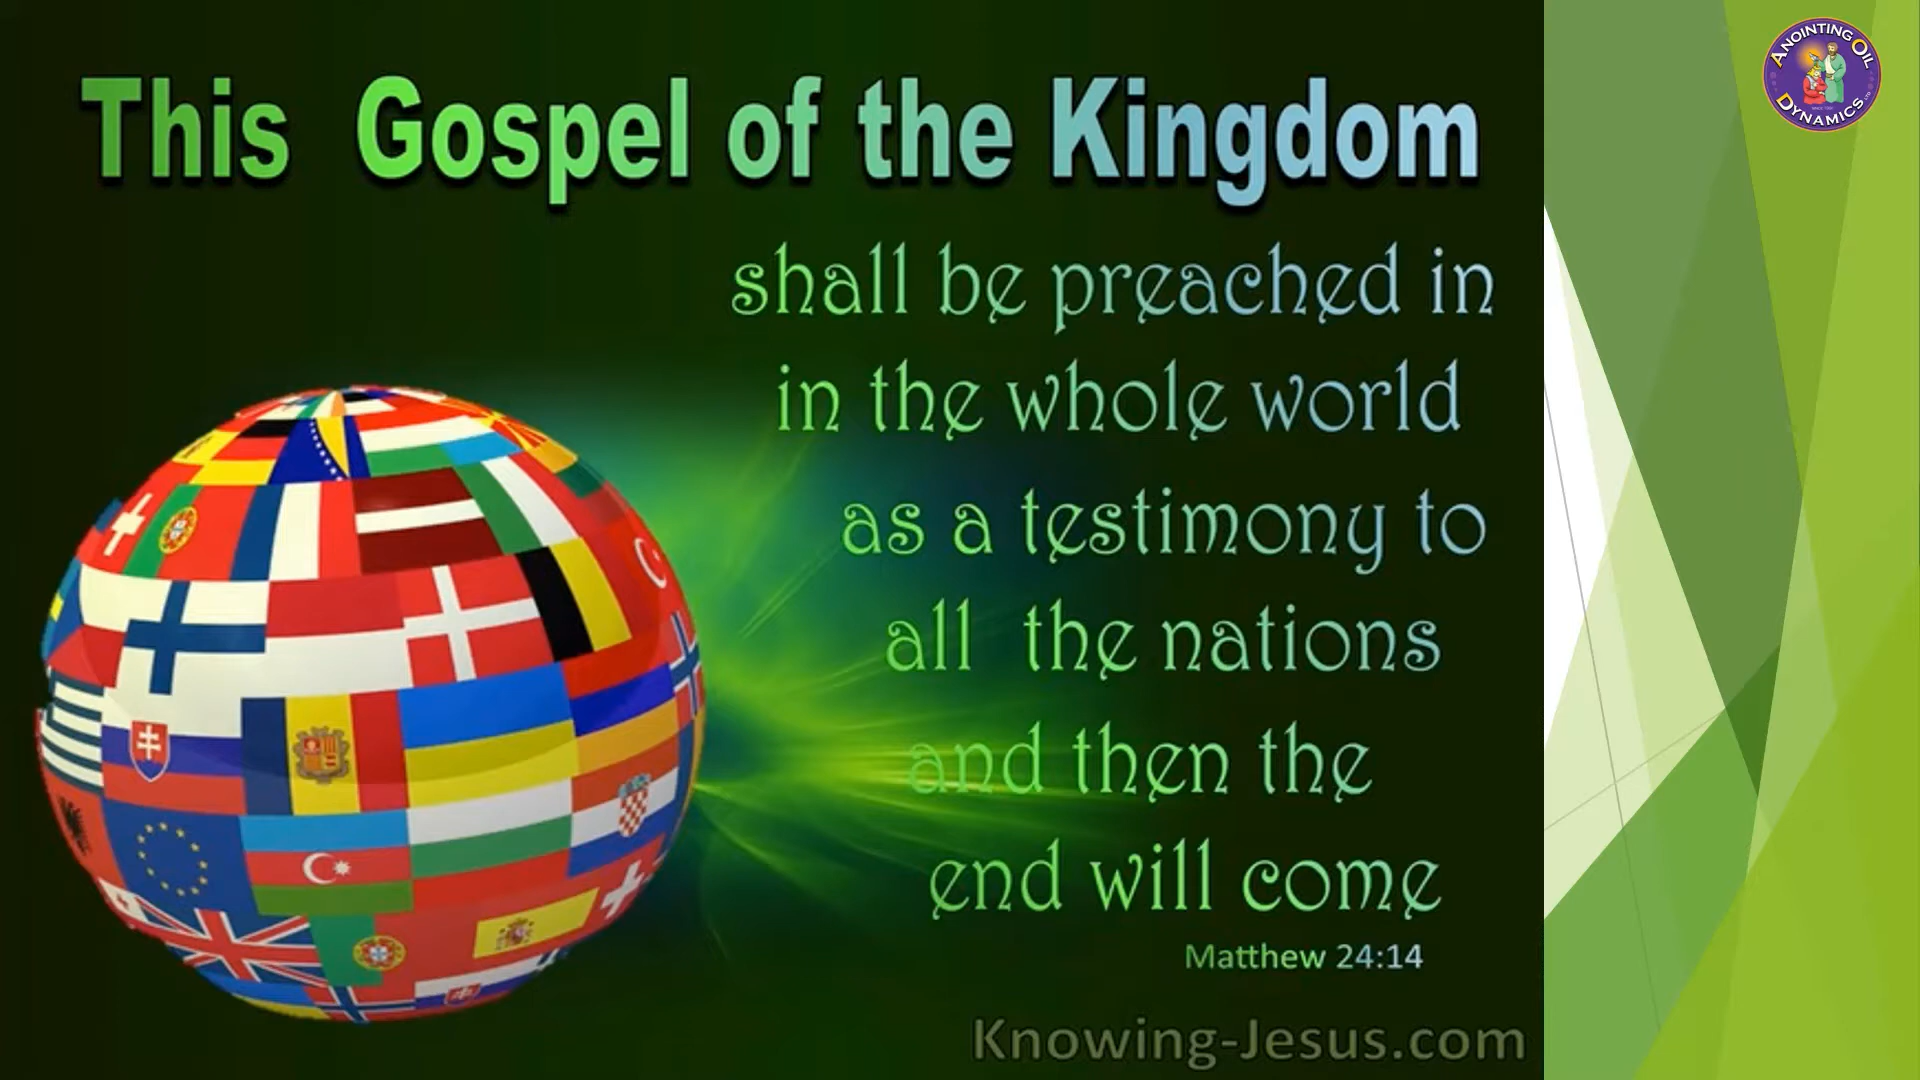 This Gospel of the Kingdom
shall be preached in
in the whole world
as a testimony to
all the nations
and then the
end will come
Matthew 24:14
Knowing-Jesus.com
ANOINTING OIL
DYNAMICS